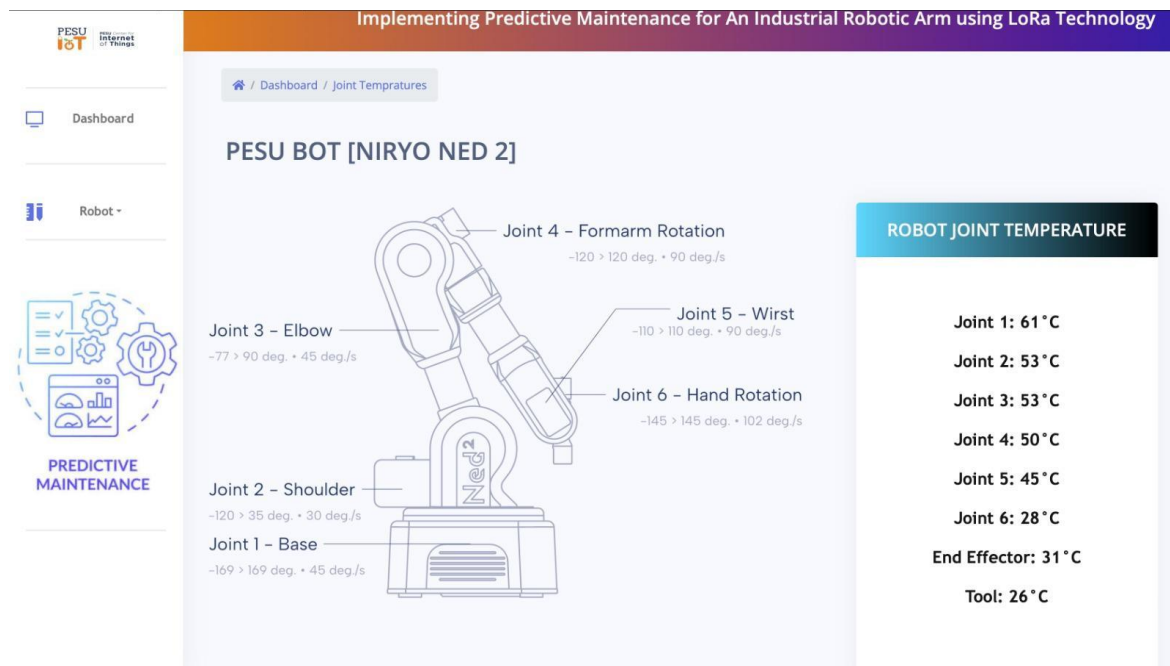 PESU
IoT
PESU Center for
Internet
of Things
Implementing Predictive Maintenance for An Industrial Robotic Arm using LoRa Technology
/ Dashboard / Joint Tempratures
Dashboard
Robot
PREDICTIVE
MAINTENANCE
PESU BOT [NIRYO NED 2]
Joint 4 – Formarm Rotation
-120 > 120 deg. • 90 deg./s
Joint 5 – Wirst
-110 > 110 deg. • 90 deg./s
Joint 3 – Elbow
-77 > 90 deg. • 45 deg./s
Joint 6 – Hand Rotation
-145 > 145 deg. • 102 deg./s
Ned2
Joint 2 – Shoulder
-120 > 35 deg. • 30 deg./s
Joint 1 – Base
-169 > 169 deg. • 45 deg./s
ROBOT JOINT TEMPERATURE
Joint 1: 61°C
Joint 2: 53°C
Joint 3: 53°C
Joint 4: 50°C
Joint 5: 45°C
Joint 6: 28°C
End Effector: 31°C
Tool: 26°C